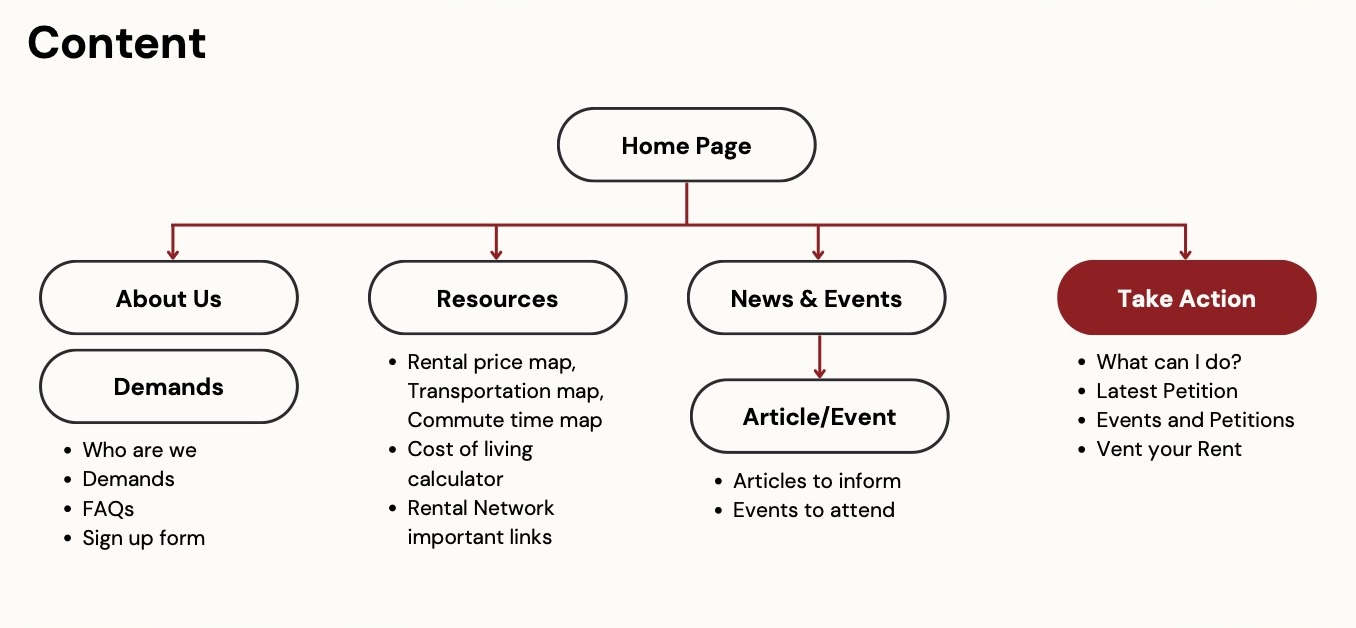 Content
Home Page
About Us
Demands
• Who are we
• Demands
• FAQs
• Sign up form
Resources
• Rental price map,
Transportation map,
Commute time map
• Cost of living
calculator
• Rental Network
important links
News & Events
Article/Event
• Articles to inform
• Events to attend
Take Action
• What can I do?
• Latest Petition
• Events and Petitions
• Vent your Rent